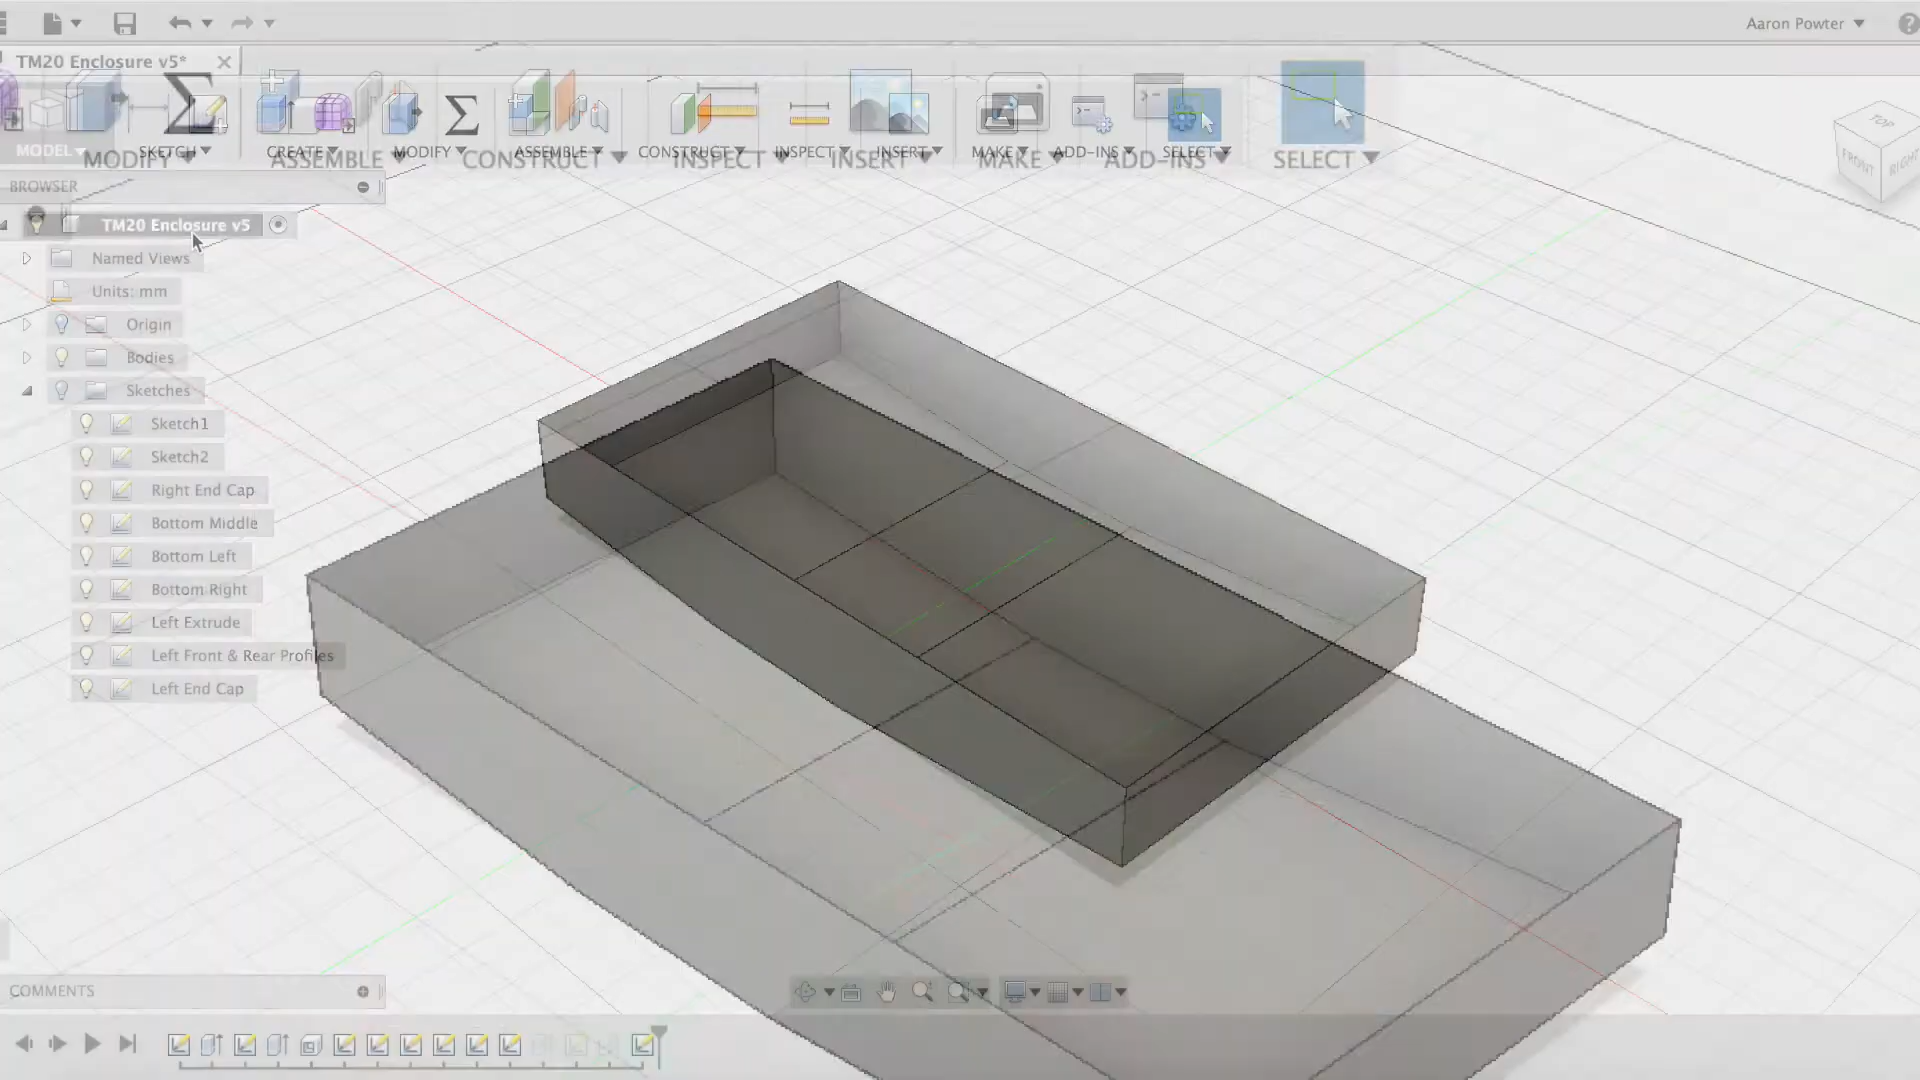 Aaron Powter
TM20 Enclosure v5*
MODEL SKETCH CREATE MODIFY ASSEMBLE CONSTRUCT INSPECT INSERT MAKE ADD-INS SELECT
MODIFY ASSEMBLE CONSTRUCT INSPECT INSERT MAKE ADD-INS SELECT
TOP
FRONT RIGHT
BROWSER
TM20 Enclosure v5
Named Views
Units: mm
Origin
Bodies
Sketches
Sketch1
Sketch2
Right End Cap
Bottom Middle
Bottom Left
Bottom Right
Left Extrude
Left Front & Rear Profiles
Left End Cap
COMMENTS